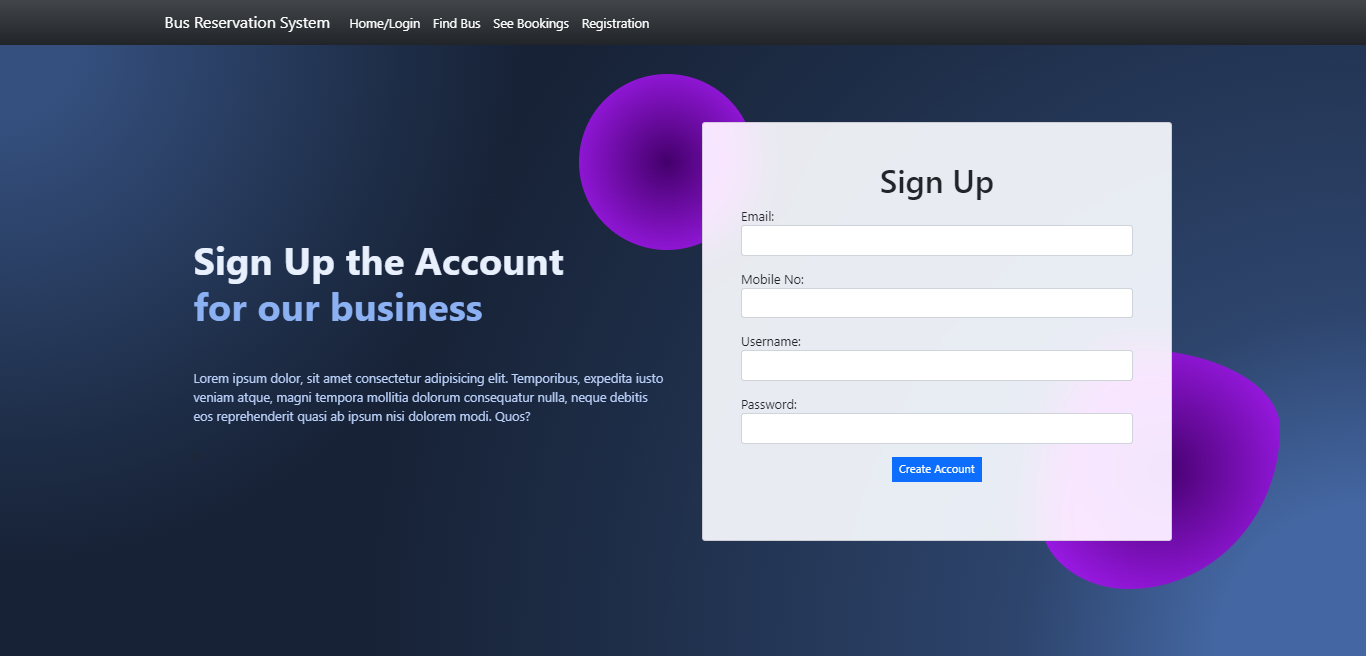 Bus Reservation System Home/Login Find Bus See Bookings Registration
Sign Up the Account
for our business
Lorem ipsum dolor, sit amet consectetur adipisicing elit. Temporibus, expedita iusto
veniam atque, magni tempora mollitia dolorum consequatur nulla, neque debitis
eos reprehenderit quasi ab ipsum nisi dolorem modi. Quos?
Sign Up
Email:
Mobile No:
Username:
Password:
Create Account